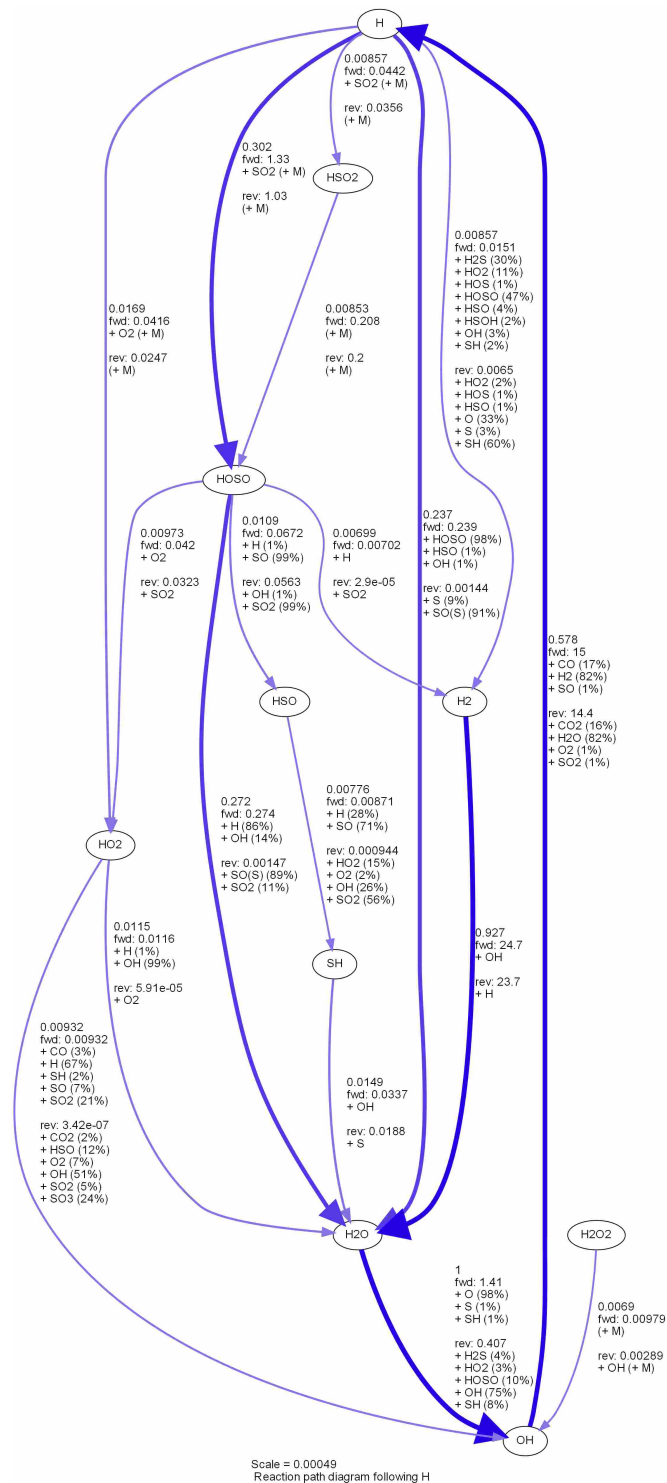 H
0.00857
fwd: 0.0442
+ SO2 (+ M)
rev: 0.0356
(+ M)
0.302
fwd: 1.33
+ SO2 (+ M)
rev: 1.03
(+ M)
HSO2
0.00857
fwd: 0.0151
+ H2S (30%)
+ HO2 (11%)
+ HOS (1%)
+ HOSO (47%)
+ HSO (4%)
+ HSOH (2%)
+ OH (3%)
+ SH (2%)
rev: 0.0065
+ HO2 (2%)
+ HOS (1%)
+ HSO (1%)
+ O (33%)
+ S (3%)
+ SH (60%)
0.0169
fwd: 0.0416
+ O2 (+ M)
rev: 0.0247
(+ M)
0.00853
fwd: 0.208
(+ M)
rev: 0.2
(+ M)
HOSO
0.00973
fwd: 0.042
+ O2
rev: 0.0323
+ SO2
0.0109
fwd: 0.0672
+ H (1%)
+ SO (99%)
rev: 0.0563
+ OH (1%)
+ SO2 (99%)
0.00699
fwd: 0.00702
+ H
rev: 2.9e-05
+ SO2
0.237
fwd: 0.239
+ HOSO (98%)
+ HSO (1%)
+ OH (1%)
rev: 0.00144
+ S (9%)
+ SO(S) (91%)
0.578
fwd: 15
+ CO (17%)
+ H2 (82%)
+ SO (1%)
rev: 14.4
+ CO2 (16%)
+ H2O (82%)
+ O2 (1%)
+ SO2 (1%)
HSO
H2
0.272
fwd: 0.274
+ H (86%)
+ OH (14%)
rev: 0.00147
+ SO(S) (89%)
+ SO2 (11%)
0.00776
fwd: 0.00871
+ H (28%)
+ SO (71%)
rev: 0.000944
+ HO2 (15%)
+ O2 (2%)
+ OH (26%)
+ SO2 (56%)
HO2
0.0115
fwd: 0.0116
+ H (1%)
+ OH (99%)
rev: 5.91e-05
+ O2
0.927
fwd: 24.7
+ OH
rev: 23.7
+ H
SH
0.00932
fwd: 0.00932
+ CO (3%)
+ H (67%)
+ SH (2%)
+ SO (7%)
+ SO2 (21%)
rev: 3.42e-07
+ CO2 (2%)
+ HSO (12%)
+ O2 (7%)
+ OH (51%)
+ SO2 (5%)
+ SO3 (24%)
0.0149
fwd: 0.0337
+ OH
rev: 0.0188
+ S
H2O
H2O2
1
fwd: 1.41
+ O (98%)
+ S (1%)
+ SH (1%)
rev: 0.407
+ H2S (4%)
+ HO2 (3%)
+ HOSO (10%)
+ OH (75%)
+ SH (8%)
0.0069
fwd: 0.00979
(+ M)
rev: 0.00289
+ OH (+ M)
OH
Scale = 0.00049
Reaction path diagram following H